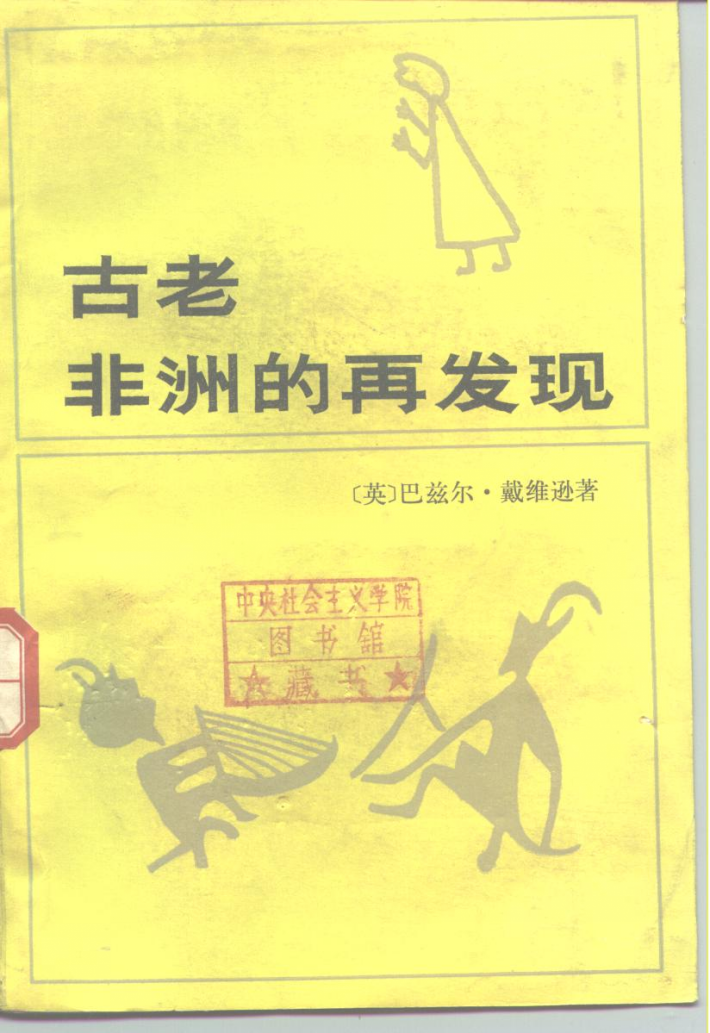 古老
非洲的再发现
〔英〕巴兹尔·戴维逊著
中央社会主义学院
图书馆
★藏书★